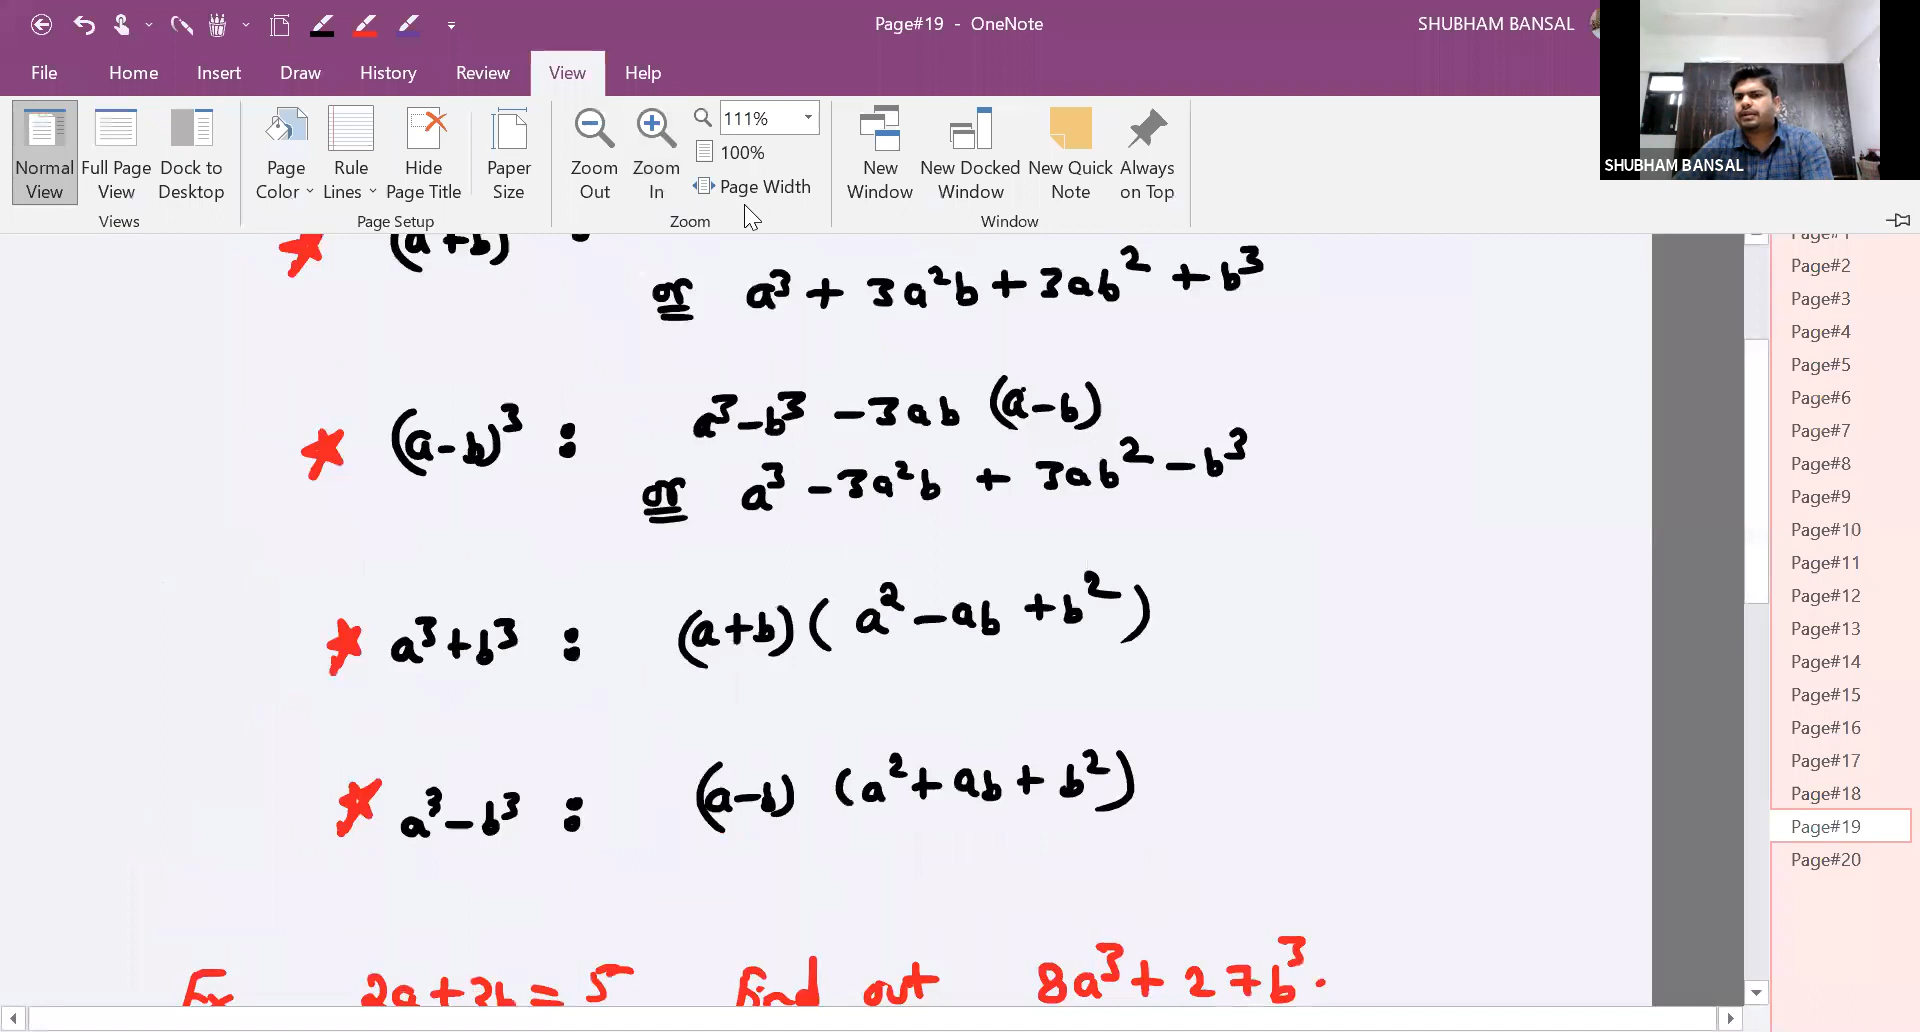 Page#19 - OneNote
SHUBHAM BANSAL
File Home Insert Draw History Review View Help
Normal View
Full Page View
Dock to Desktop
Views
Page Color
Rule Lines
Hide Page Title
Paper Size
Page Setup
Zoom Out
Zoom In
111%
100%
Page Width
Zoom
New Window
New Docked Window
New Quick Note
Always on Top
Window
SHUBHAM BANSAL
(a+b) :
or a³ + 3a²b + 3ab² + b³
(a-b)³ : a³-b³ -3ab (a-b)
or a³ -3a²b + 3ab² -b³
a³+b³ : (a+b)(a²-ab+b²)
a³-b³ : (a-b) (a²+ab+b²)
Ex 2a+3b = 5 find out 8a³+27b³.
Page#1
Page#2
Page#3
Page#4
Page#5
Page#6
Page#7
Page#8
Page#9
Page#10
Page#11
Page#12
Page#13
Page#14
Page#15
Page#16
Page#17
Page#18
Page#19
Page#20